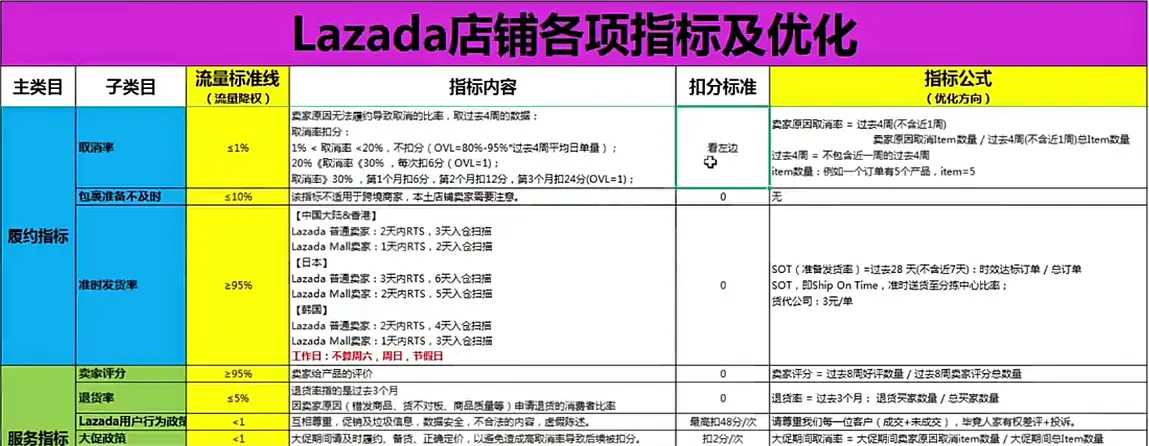 Lazada店铺各项指标及优化
主类目 子类目 流量标准线 指标内容 扣分标准 指标公式
（流量降权） （优化方向）
履约指标
取消率
≤1%
卖家原因无法履约导致取消的比率，取过去4周的数据；
取消率扣分：
1% < 取消率 <20%，不扣分（OVL=80%-95%*过去4周平均日单量）；
20%《取消率《30%，每次扣6分（OVL=1）；
取消率》30%，第1个月扣6分，第2个月扣12分，第3个月扣24分(OVL=1)；
看左边
卖家原因取消率 = 过去4周(不含近1周)
卖家原因取消Item数量 / 过去4周(不含近1周)总Item数量
过去4周 = 不包含近一周的过去4周
item数量：例如一个订单有5个产品，item=5
包裹准备不及时 ≤10% 该指标不适用于跨境商家，本土店铺卖家需要注意。 0 无
准时发货率
≥95%
【中国大陆&香港】
Lazada 普通卖家：2天内RTS，3天入仓扫描
Lazada Mall卖家：1天内RTS，2天入仓扫描
【日本】
Lazada 普通卖家：3天内RTS，6天入仓扫描
Lazada Mall卖家：2天内RTS，5天入仓扫描
【韩国】
Lazada 普通卖家：2天内RTS，4天入仓扫描
Lazada Mall卖家：1天内RTS，3天入仓扫描
工作日：不算周六，周日，节假日
0
SOT（准备发货率）=过去28 天(不含近7天)：时效达标订单 / 总订单
SOT，即Ship On Time，准时送货至分拣中心比率；
货代公司：3元/单
服务指标
卖家评分 ≥95% 卖家给产品的评价 0 卖家评分 = 过去8周好评数量 / 过去8周卖家评分总数量
退货率 ≤5%
退货率指的是过去3个月
因卖家原因（错发商品、货不对板、商品质量等）申请退货的消费者比率
0 退货率 = 过去3个月： 退货买家数量 / 总买家数量
Lazada用户行为政策 <1 互相尊重，促销及垃圾信息，数据安全，不合法的内容，虚假陈述。 最高扣48分/次 请尊重我们每一位客户（成交+未成交），毕竟人家有权差评+投诉。
大促政策 <1 大促期间请及时履约、备货、正确定价，以避免造成高取消率导致后续被扣分。 扣2分/次 大促期间取消率 = 大促期间卖家原因取消item数量 / 大促期间总item数量